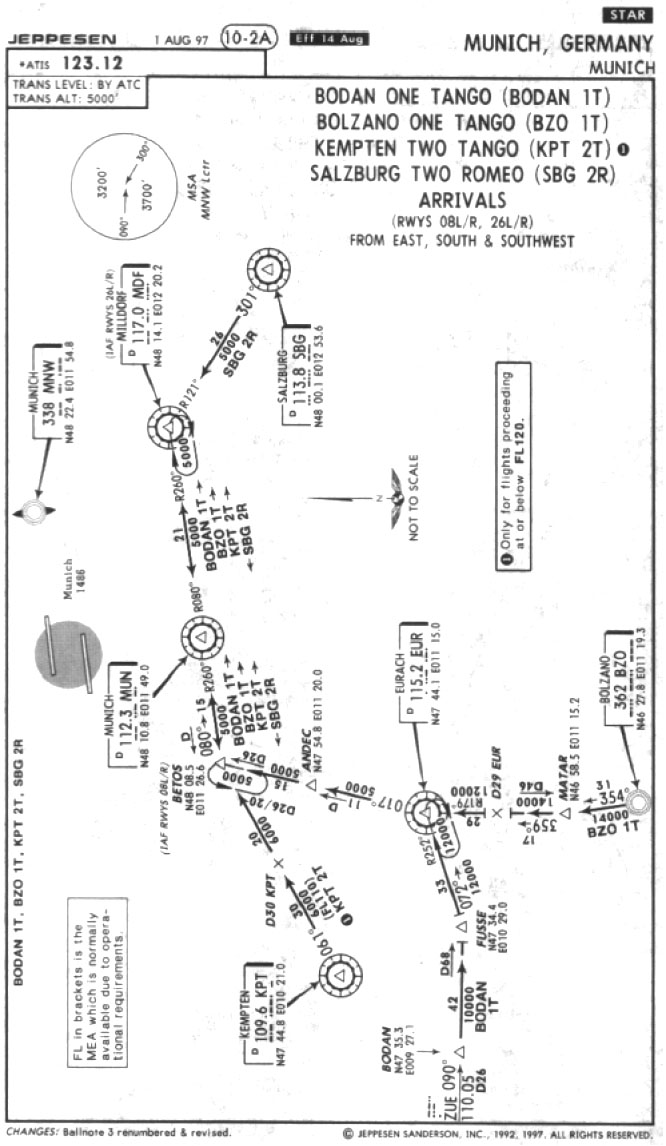 STAR
JEPPESEN 1 AUG 97 10-2A Eff 14 Aug
MUNICH, GERMANY
MUNICH
*ATIS 123.12
TRANS LEVEL: BY ATC
TRANS ALT: 5000'
BODAN ONE TANGO (BODAN 1T)
BOLZANO ONE TANGO (BZO 1T)
KEMPTEN TWO TANGO (KPT 2T) ❶
SALZBURG TWO ROMEO (SBG 2R)
ARRIVALS
(RWYS 08L/R, 26L/R)
FROM EAST, SOUTH & SOUTHWEST
3200'
3700'
300°
090°
MSA
MNW Lctr
(IAF RWYS 26L/R)
MILLDORF
D 117.0 MDF
N48 14.1 E012 20.2
MUNICH
338 MNW
N48 22.4 E011 54.8
301°
26
5000
SBG 2R
R121°
SALZBURG
D 113.8 SBG
N48 00.1 E012 53.6
5000
R260°
21
5000
BODAN 1T
BZO 1T
KPT 2T
SBG 2R
R080°
N
NOT TO SCALE
❶ Only for flights proceeding
at or below FL120.
Munich
1486
MUNICH
D 112.3 MUN
N48 10.8 E011 49.0
R260°
15
080°
D
5000
BODAN 1T
BZO 1T
KPT 2T
SBG 2R
(IAF RWYS 08L/R)
BETOS
N48 08.5
E011 26.6
5000
D26
15
5000
ANDEC
N47 54.8 E011 20.0
D
11
5000
017°
D26/20
20
6000
D30 KPT
30
6000
(FL110)
KPT 2T
❶
061°
KEMPTEN
D 109.6 KPT
N47 44.8 E010 21.0
EURACH
D 115.2 EUR
N47 44.1 E011 15.0
12000
R252°
33
072°
12000
R179°
12000
29
D29 EUR
D46
14000
359°
17
MATAR
N46 58.5 E011 15.2
31
354°
14000
BZO 1T
BOLZANO
362 BZO
N46 27.8 E011 19.3
FUSSE
N47 34.4
E010 29.0
D68
42
10000
BODAN
1T
BODAN
N47 35.3
E009 27.1
ZUE 090°
110.05
D26
BODAN 1T, BZO 1T, KPT 2T, SBG 2R
FL in brackets is the
MEA which is normally
available due to opera-
tional requirements.
CHANGES: Ballnote 3 renumbered & revised.
© JEPPESEN SANDERSON, INC., 1992, 1997. ALL RIGHTS RESERVED.